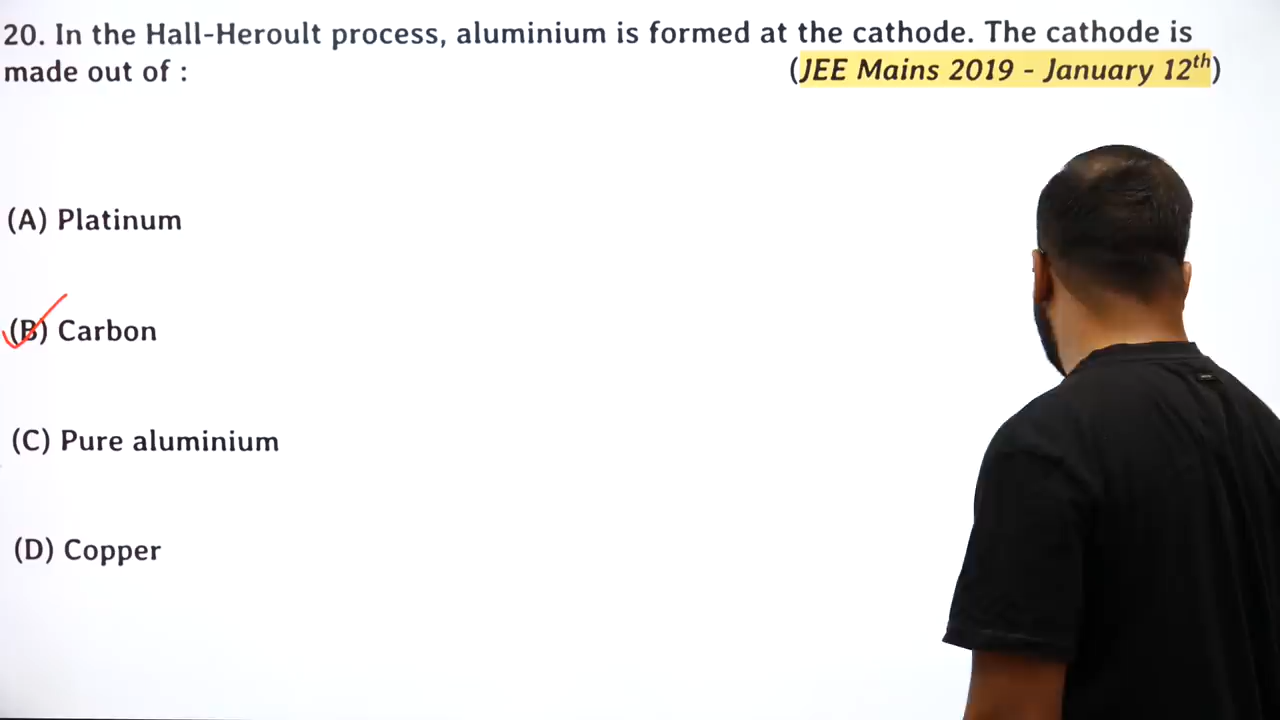 20. In the Hall-Heroult process, aluminium is formed at the cathode. The cathode is
made out of : (JEE Mains 2019 - January 12th)
(A) Platinum
(B) Carbon
(C) Pure aluminium
(D) Copper